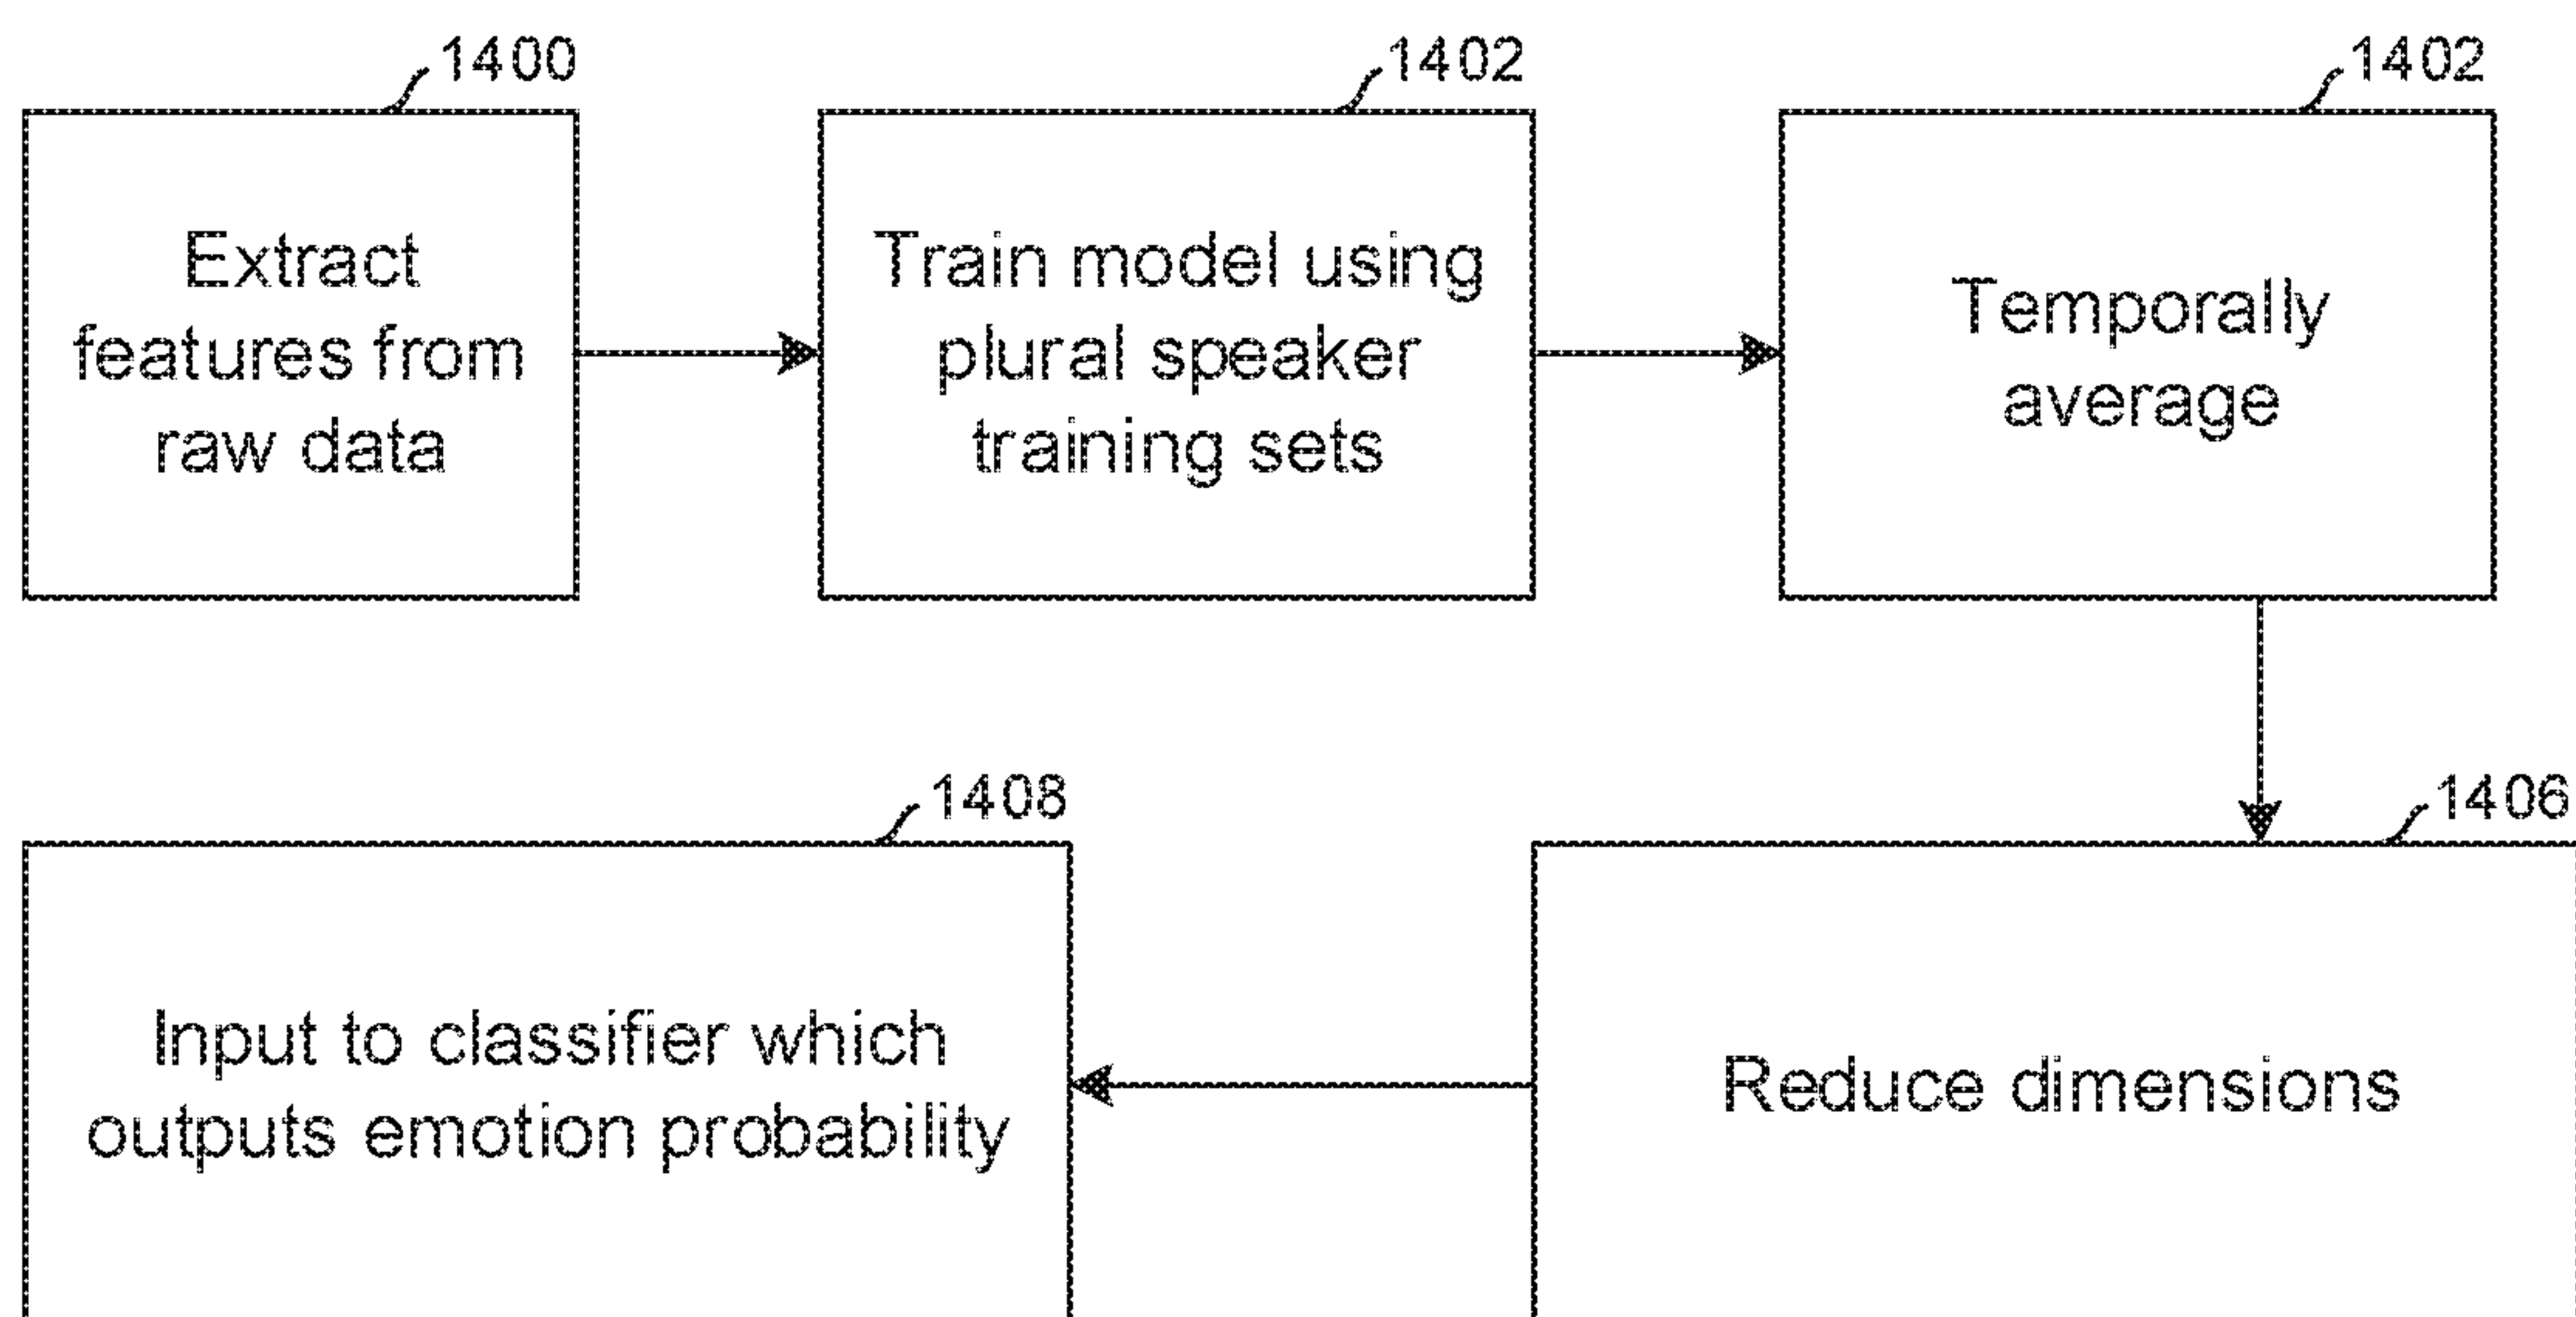 1400
Extract
features from
raw data
1402
Train model using
plural speaker
training sets
1402
Temporally
average
1406
Reduce dimensions
1408
Input to classifier which
outputs emotion probability